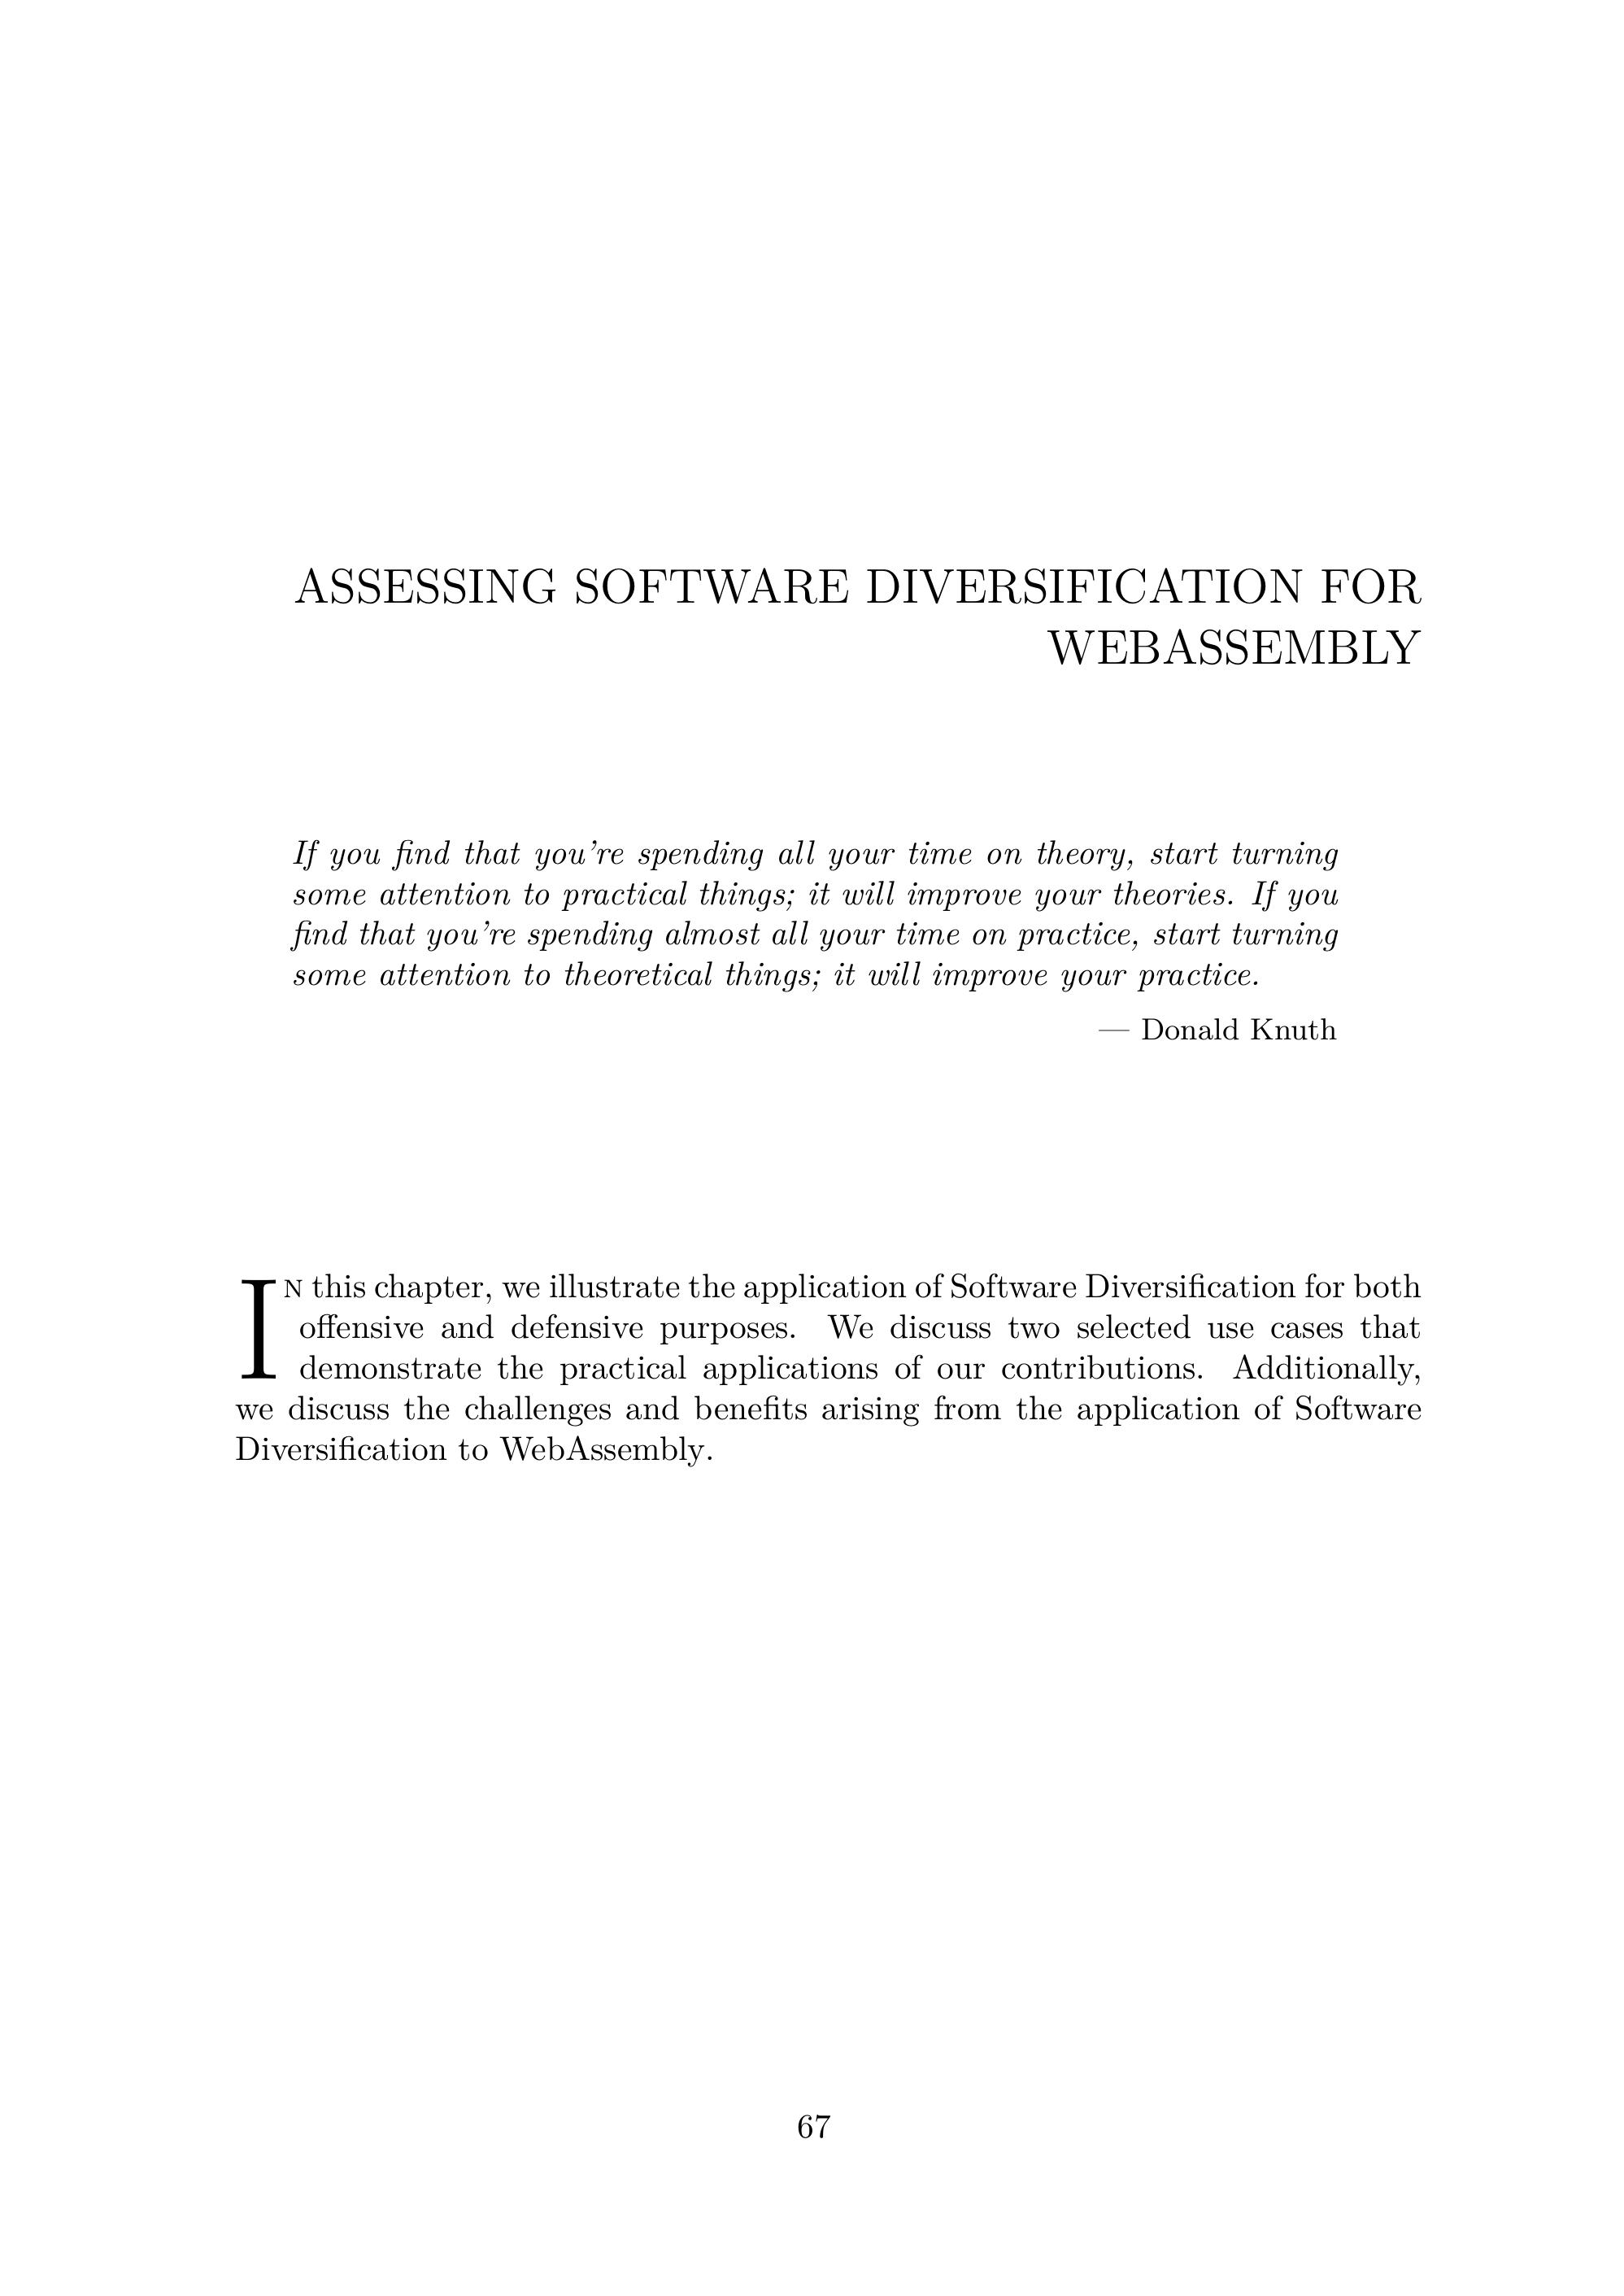 ASSESSING SOFTWARE DIVERSIFICATION FOR
WEBASSEMBLY
If you find that you're spending all your time on theory, start turning
some attention to practical things; it will improve your theories. If you
find that you're spending almost all your time on practice, start turning
some attention to theoretical things; it will improve your practice.
— Donald Knuth
IN this chapter, we illustrate the application of Software Diversification for both
offensive and defensive purposes. We discuss two selected use cases that
demonstrate the practical applications of our contributions. Additionally,
we discuss the challenges and benefits arising from the application of Software
Diversification to WebAssembly.
67